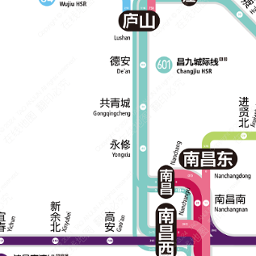 Wujiu HSR
庐山
Lushan
德安
De'an
601
昌九城际线
Changjiu HSR
共青城
Gongqingcheng
永修
Yongxiu
进贤北
南昌东
Nanchangdong
Nanchang
南昌
南昌南
Nanchangnan
南昌西
新余北
Xinyubei
高安
Gao'an
宜春
Yichun